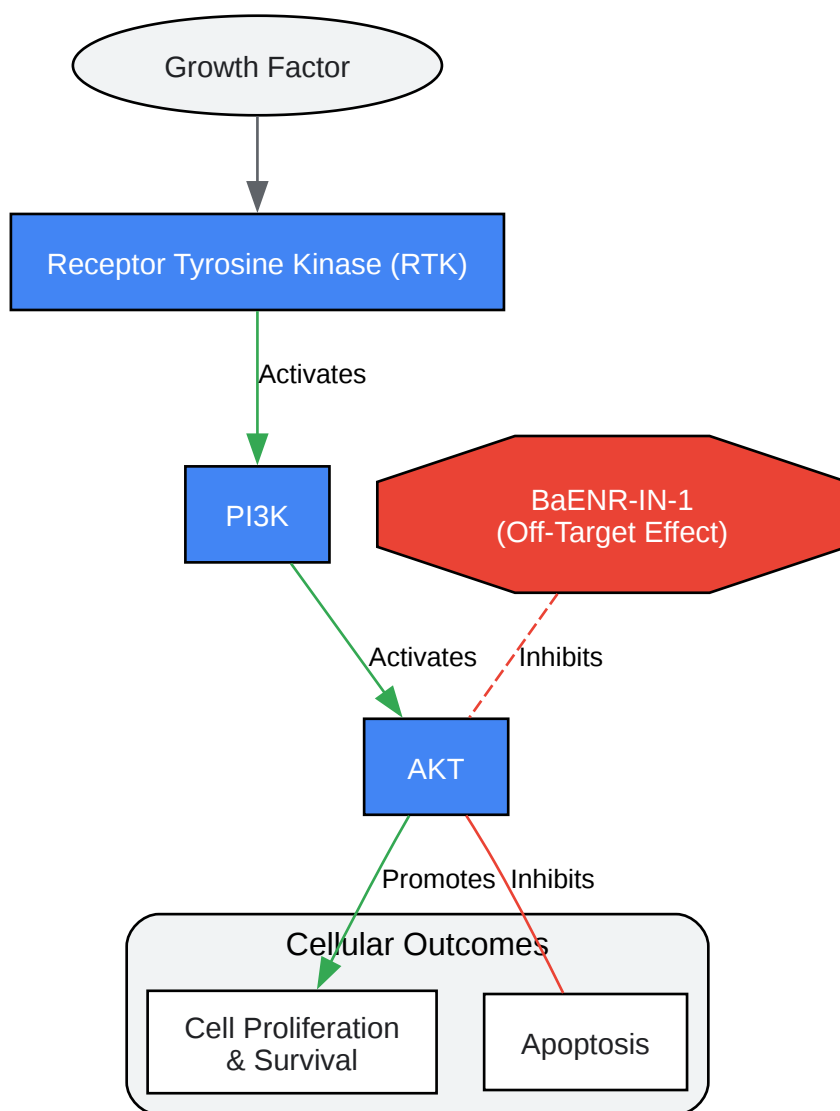 Growth Factor
Receptor Tyrosine Kinase (RTK)
Activates
PI3K
BaENR-IN-1
(Off-Target Effect)
Activates
Inhibits
AKT
Promotes
Inhibits
Cellular Outcomes
Cell Proliferation
& Survival
Apoptosis